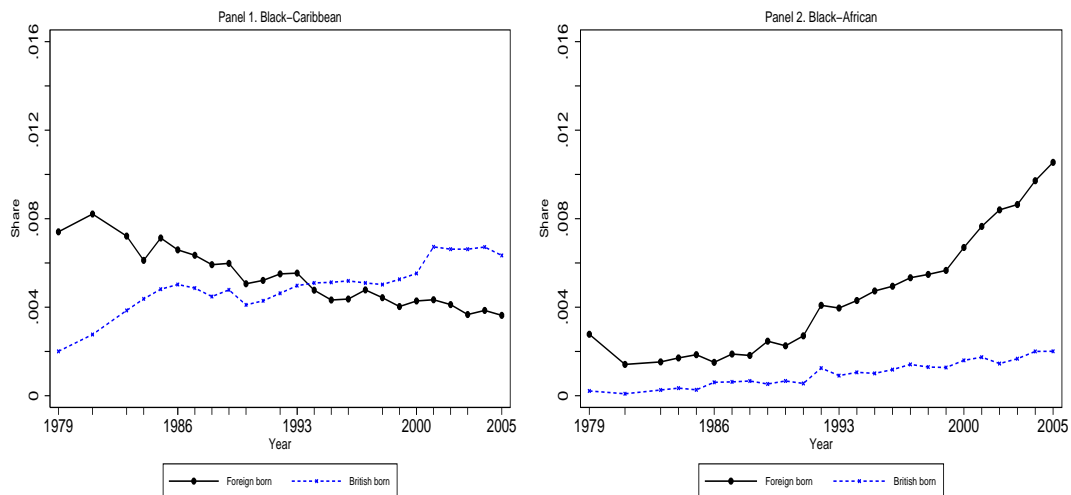 Panel 1. Black−Caribbean
.016
.012
.008
.004
0
Share
1979
1986
1993
2000
2005
Year
Foreign born
British born
Panel 2. Black−African
.016
.012
.008
.004
0
Share
1979
1986
1993
2000
2005
Year
Foreign born
British born